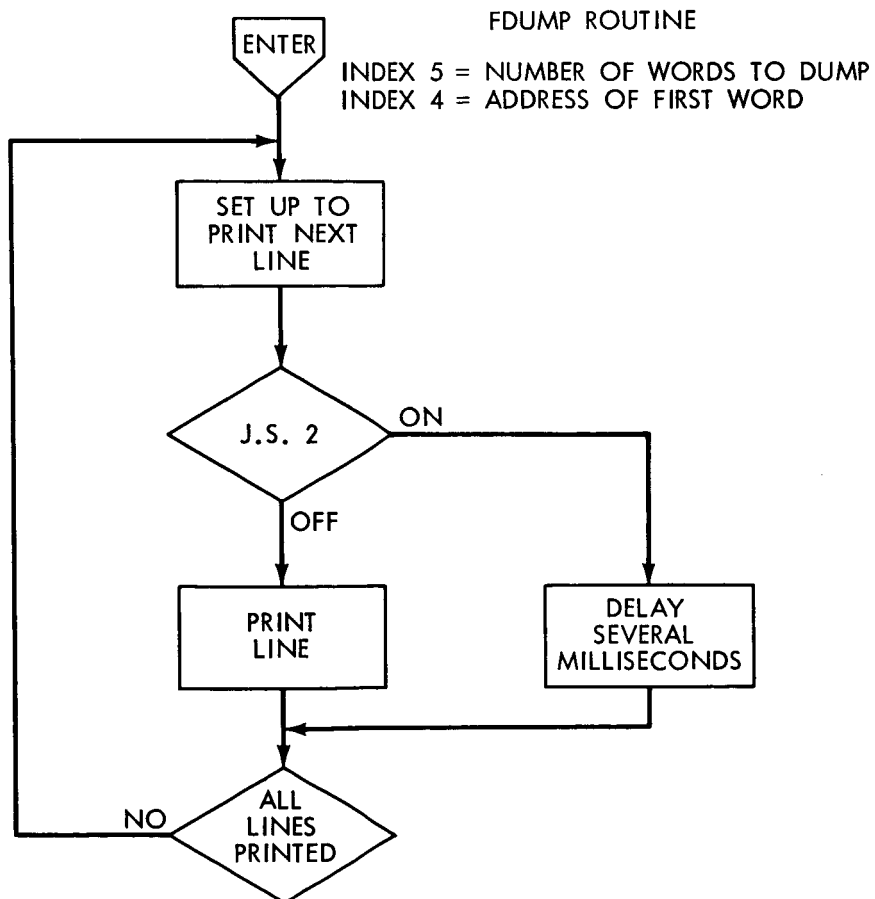 FDUMP ROUTINE
ENTER
INDEX 5 = NUMBER OF WORDS TO DUMP
INDEX 4 = ADDRESS OF FIRST WORD
SET UP TO
PRINT NEXT
LINE
J.S. 2
ON
OFF
PRINT
LINE
DELAY
SEVERAL
MILLISECONDS
NO
ALL
LINES
PRINTED